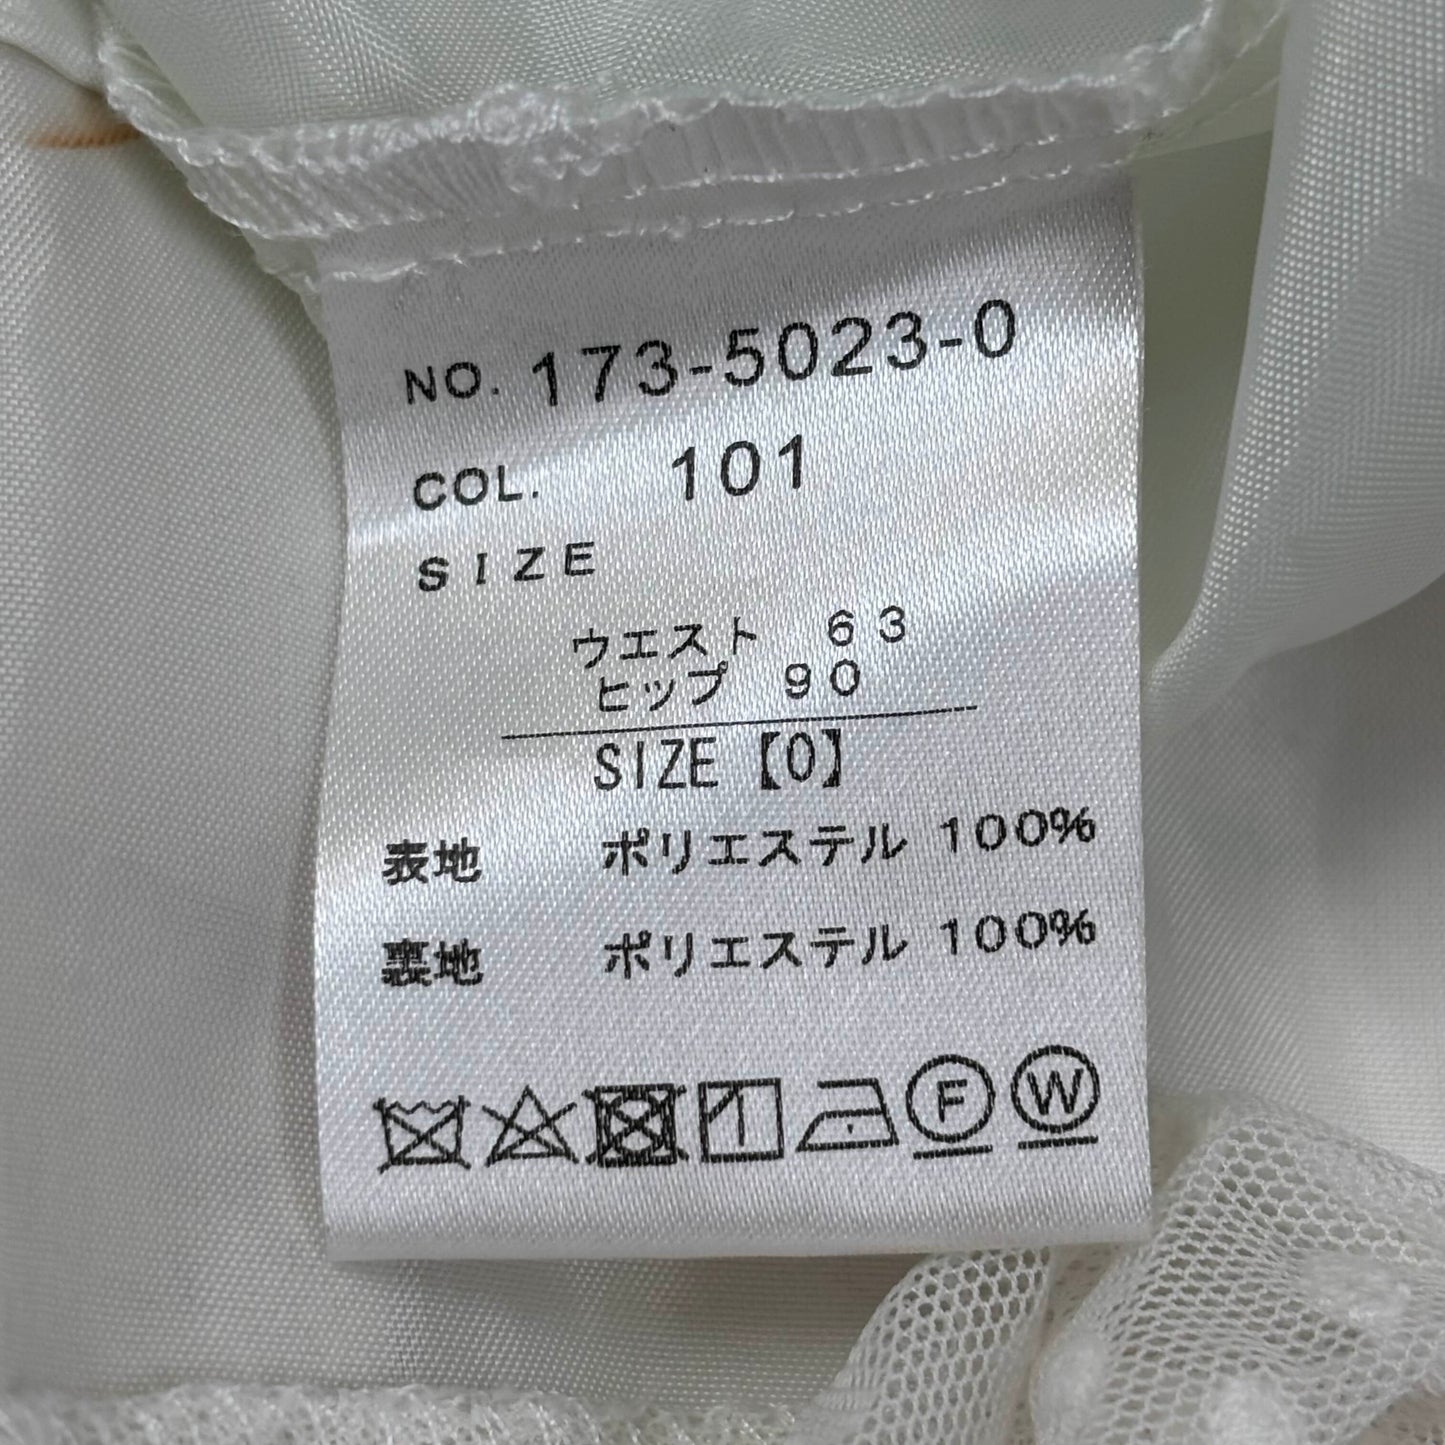 NO. 173-5023-0
COL. 101
SIZE
ウエスト 63
ヒップ 90
SIZE【0】
表地 ポリエステル 100%
裏地 ポリエステル 100%
F W